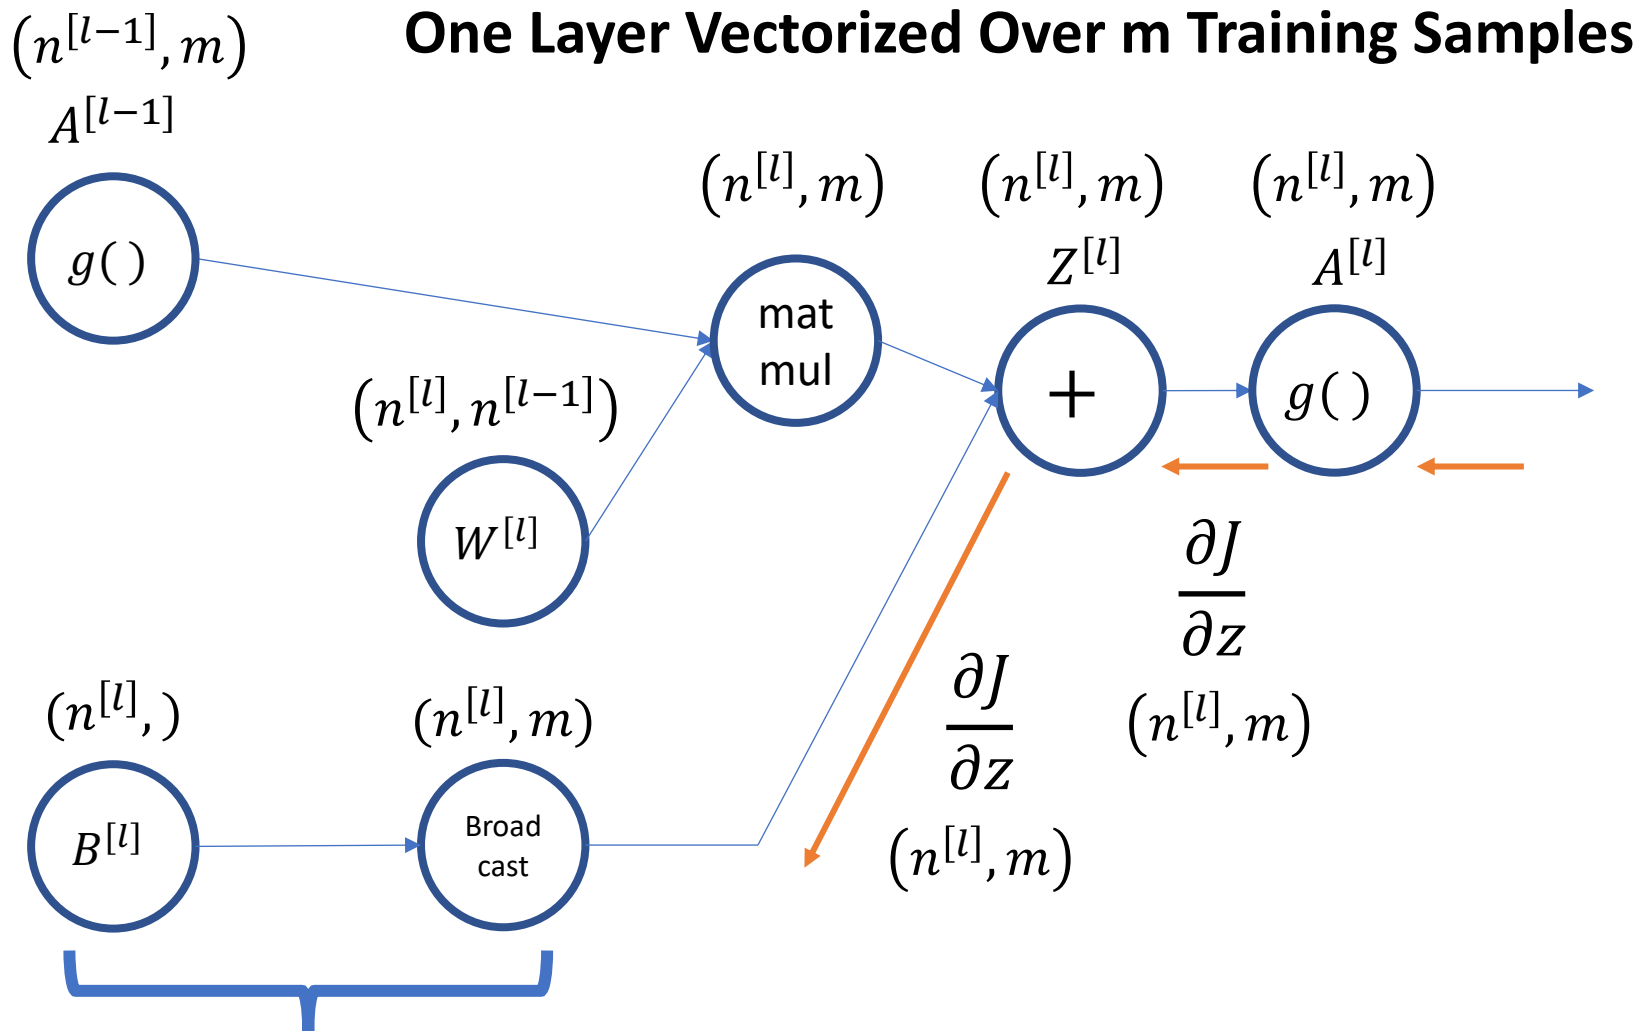 One Layer Vectorized Over m Training Samples
(n^{[l−1]}, m)
A^{[l−1]}
g( )
(n^{[l]}, m)
mat
mul
(n^{[l]}, m)
Z^{[l]}
+
(n^{[l]}, m)
A^{[l]}
g( )
(n^{[l]}, n^{[l−1]})
W^{[l]}
∂J
∂z
(n^{[l]}, m)
∂J
∂z
(n^{[l]}, m)
(n^{[l]}, )
B^{[l]}
(n^{[l]}, m)
Broad
cast